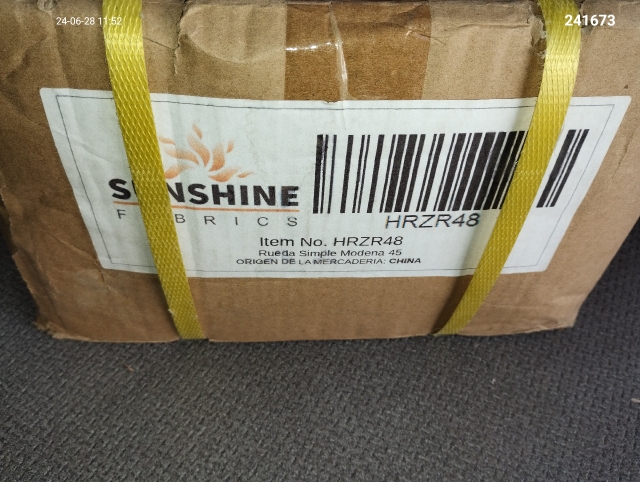 24-06-28 11:52
241673
SUNSHINE
FABRICS
HRZR48
Item No. HRZR48
Rueda Simple Modena 45
ORIGEN DE LA MERCADERIA: CHINA